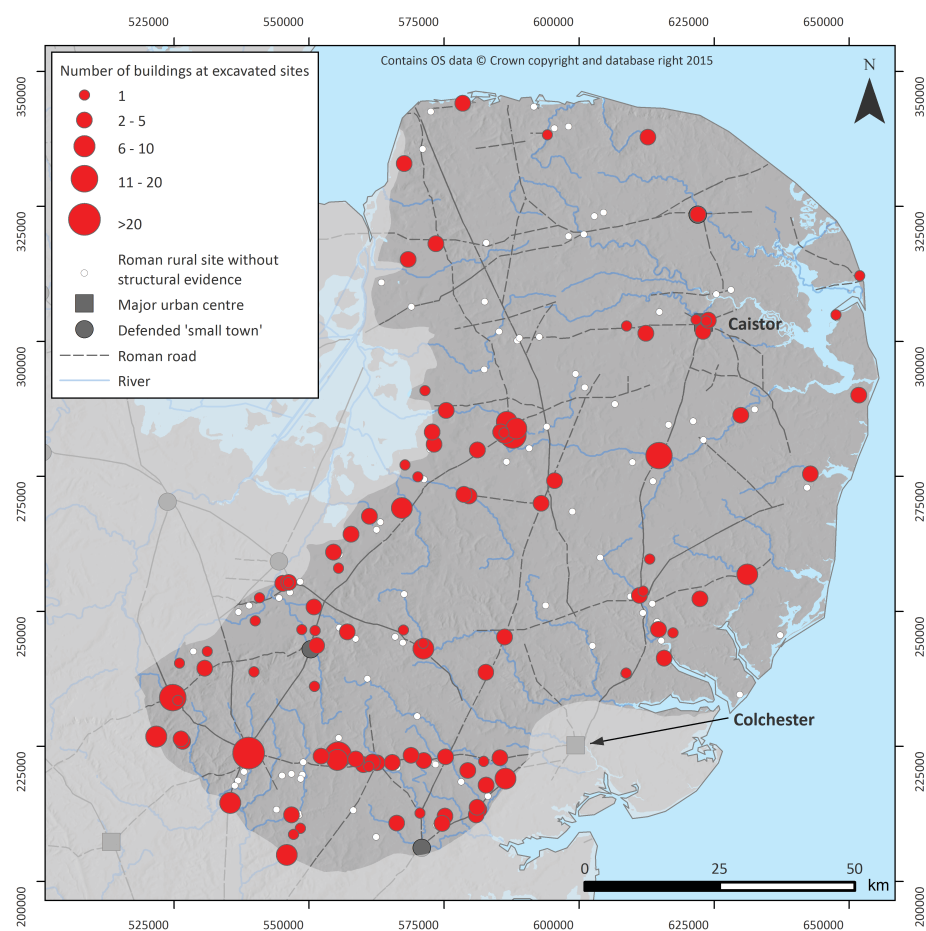 525000 550000 575000 600000 625000 650000
Contains OS data © Crown copyright and database right 2015
Number of buildings at excavated sites
1
2 - 5
6 - 10
11 - 20
>20
Roman rural site without
structural evidence
Major urban centre
Defended 'small town'
Roman road
River
N
350000
325000
300000
275000
250000
225000
200000
350000
325000
300000
275000
250000
225000
200000
Caistor
Colchester
0 25 50
km
525000 550000 575000 600000 625000 650000